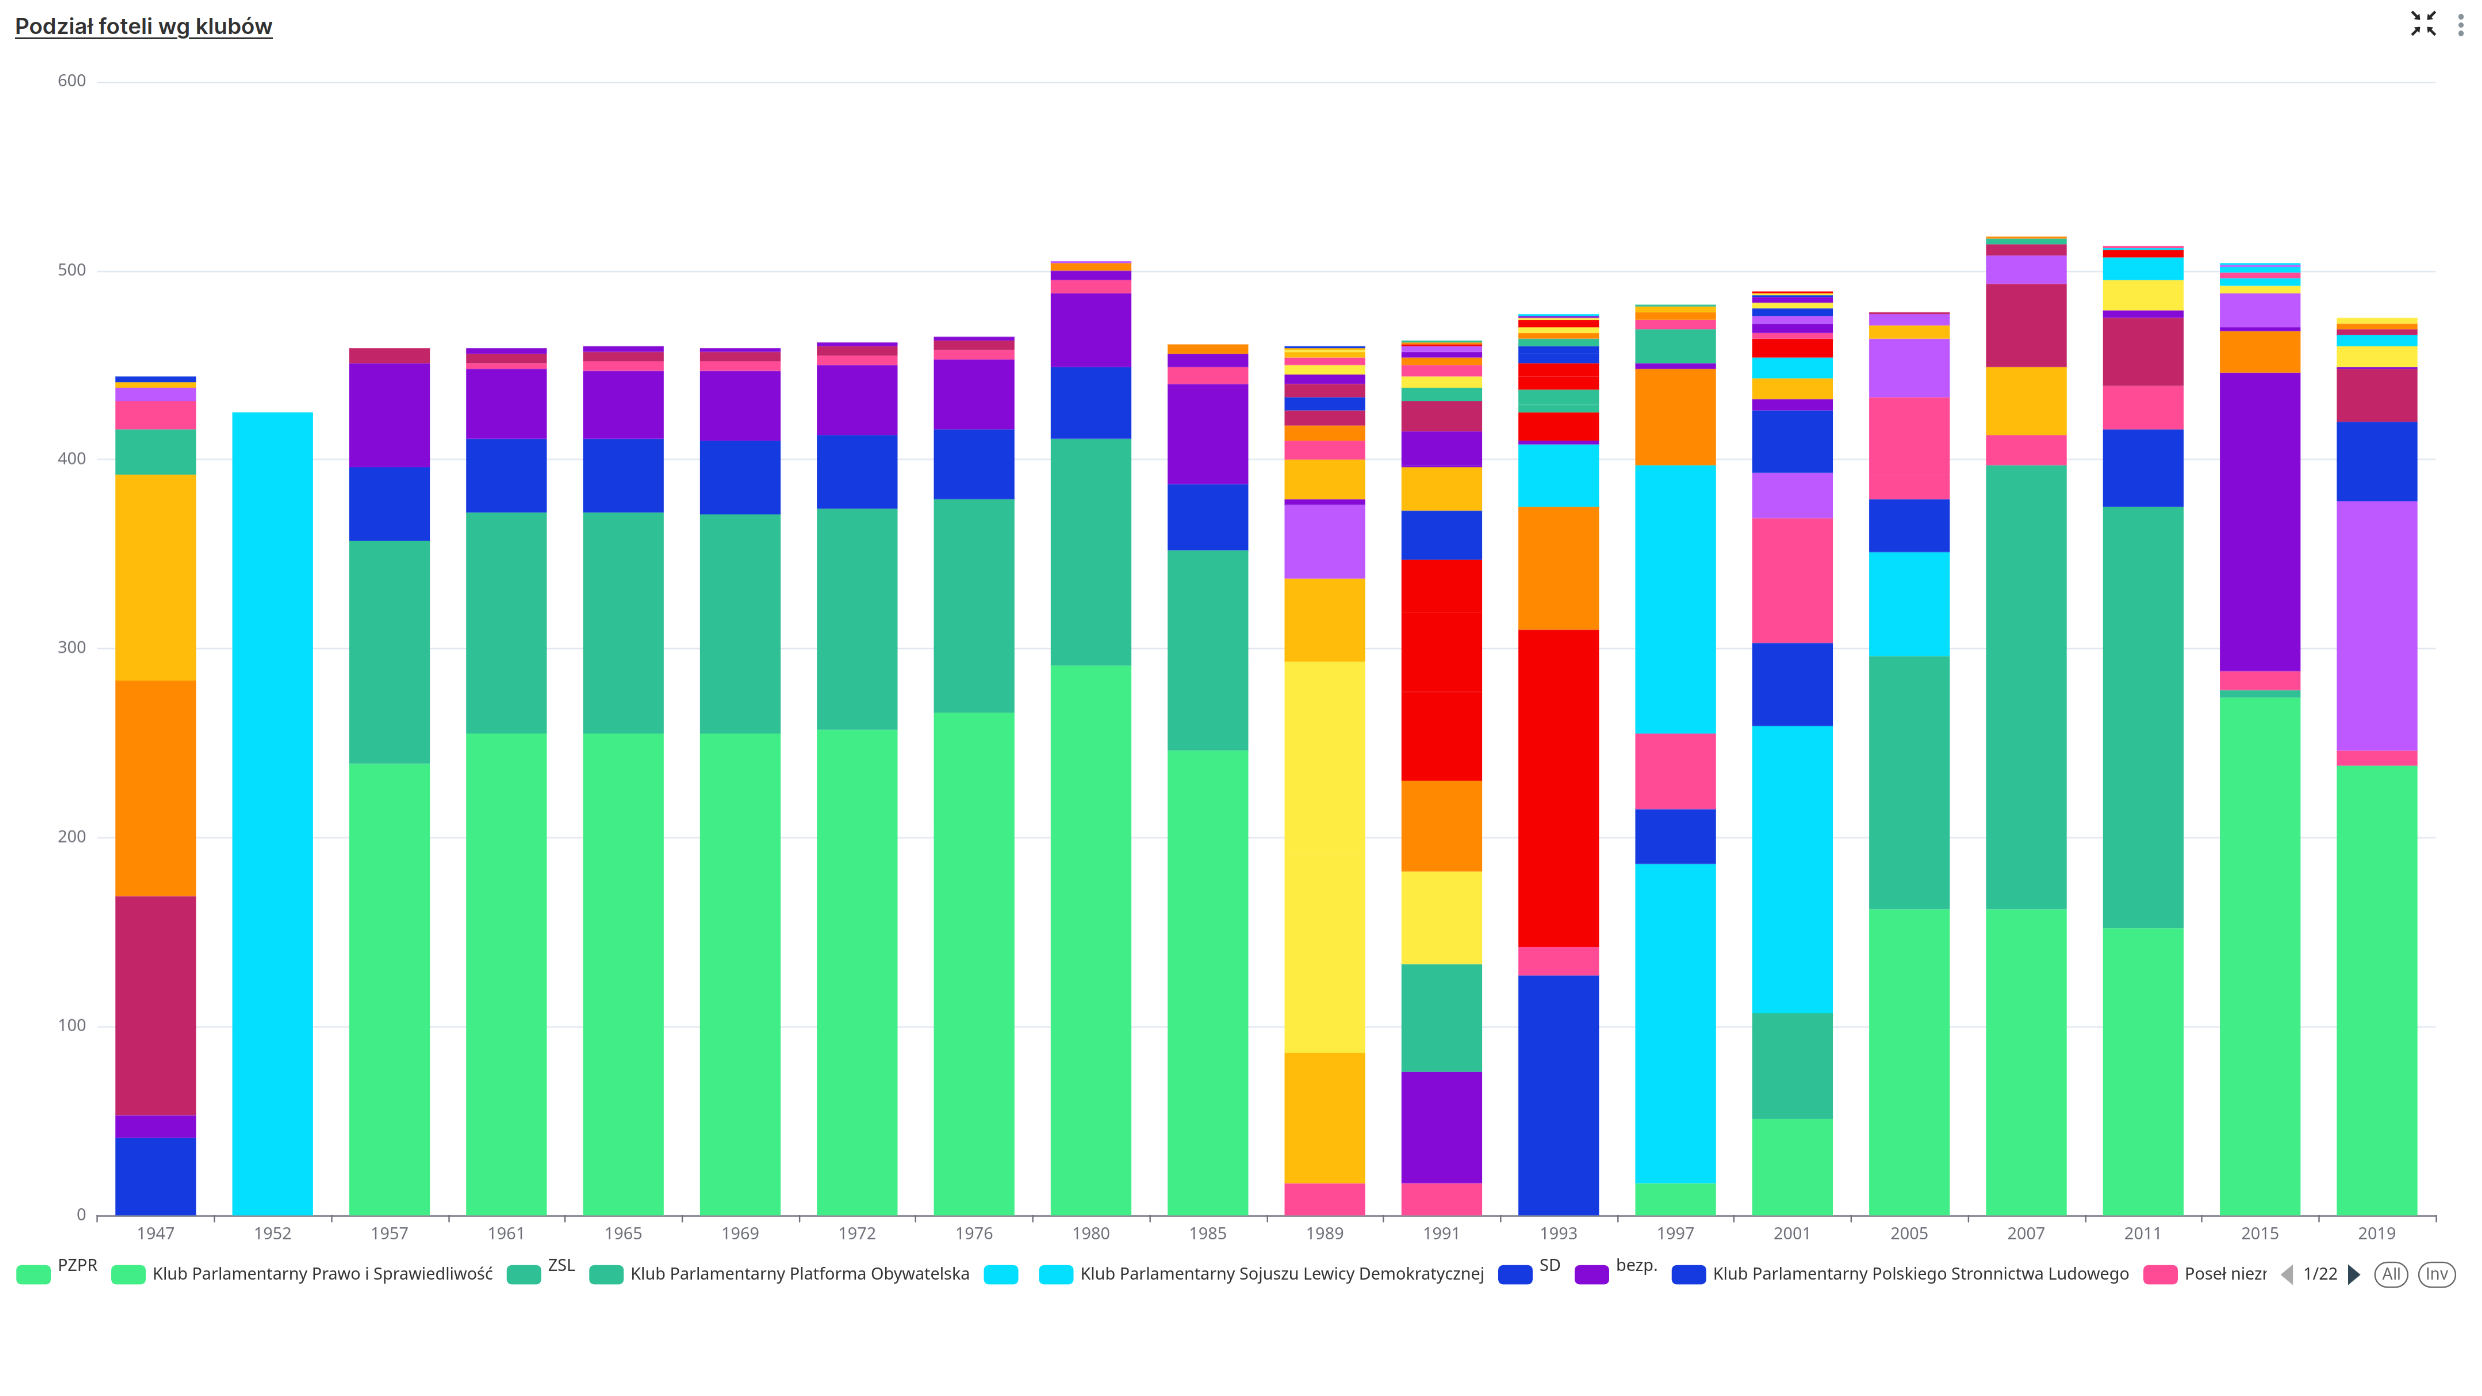 Podział foteli wg klubów
600
500
400
300
200
100
0
1947 1952 1957 1961 1965 1969 1972 1976 1980 1985 1989 1991 1993 1997 2001 2005 2007 2011 2015 2019
PZPR Klub Parlamentarny Prawo i Sprawiedliwość ZSL Klub Parlamentarny Platforma Obywatelska Klub Parlamentarny Sojuszu Lewicy Demokratycznej SD bezp. Klub Parlamentarny Polskiego Stronnictwa Ludowego Poseł 1/22 All Inv